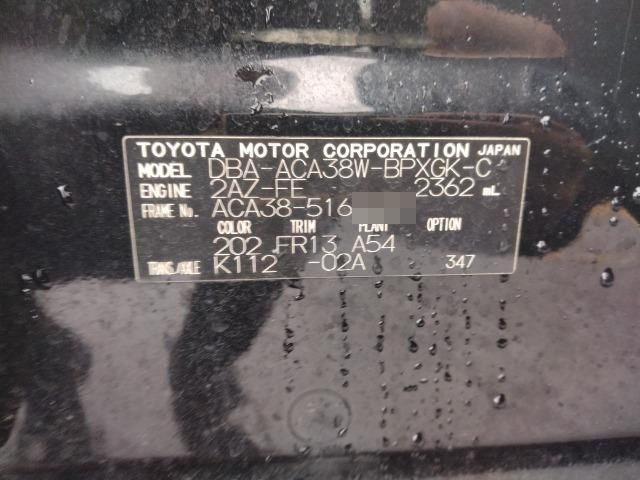 TOYOTA MOTOR CORPORATION JAPAN
MODEL DBA-ACA38W-BPXGK-C
ENGINE 2AZ-FE 2362 mL
FRAME No. ACA38-516
COLOR TRIM PLANT OPTION
202 FR13 A54
TRANS./AXLE K112 -02A 347